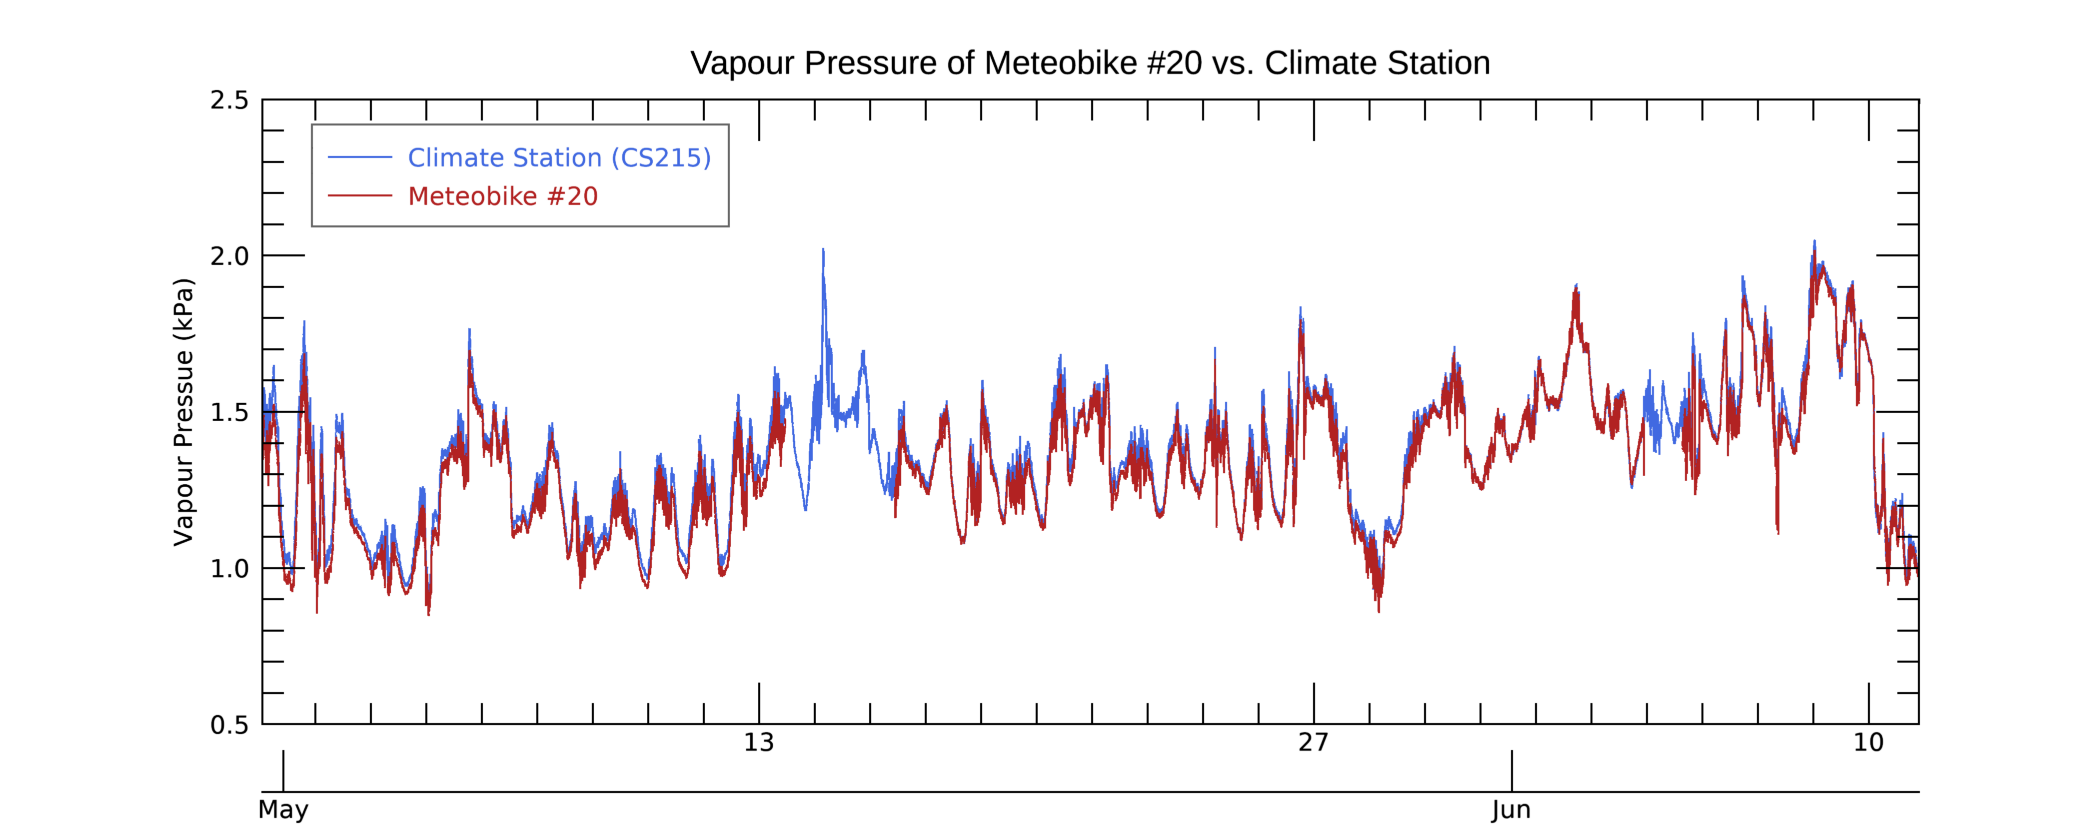 Vapour Pressure of Meteobike #20 vs. Climate Station
2.5
Climate Station (CS215)
Meteobike #20
2.0
Vapour Pressue (kPa)
1.5
1.0
0.5
13
27
10
May
Jun